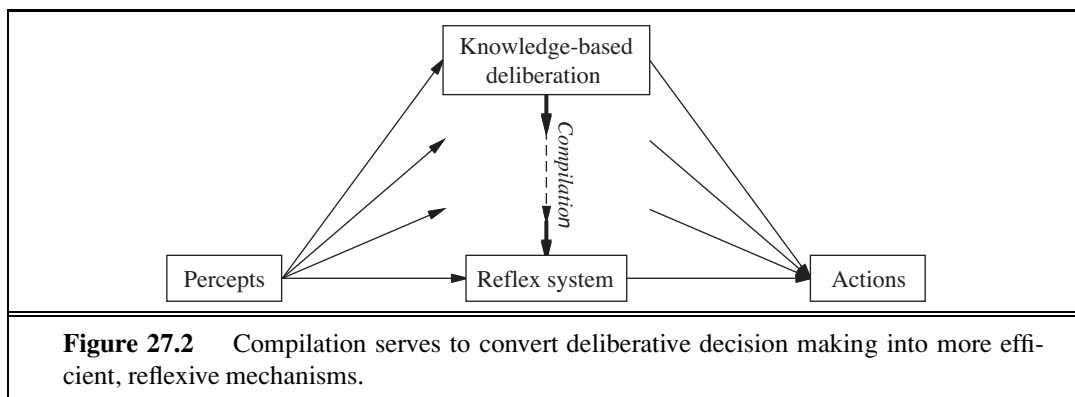 Knowledge-based
deliberation
Compilation
Percepts
Reflex system
Actions
Figure 27.2 Compilation serves to convert deliberative decision making into more effi-
cient, reflexive mechanisms.